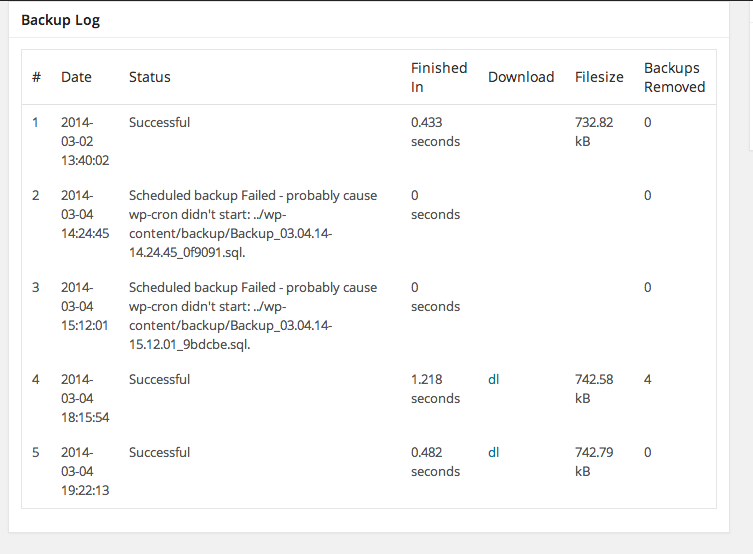 Backup Log
# Date Status Finished In Download Filesize Backups Removed
1 2014-03-02 13:40:02 Successful 0.433 seconds 732.82 kB 0
2 2014-03-04 14:24:45 Scheduled backup Failed - probably cause wp-cron didn't start: ../wp-content/backup/Backup_03.04.14-14.24.45_0f9091.sql. 0 seconds 0
3 2014-03-04 15:12:01 Scheduled backup Failed - probably cause wp-cron didn't start: ../wp-content/backup/Backup_03.04.14-15.12.01_9bdcbe.sql. 0 seconds 0
4 2014-03-04 18:15:54 Successful 1.218 seconds dl 742.58 kB 4
5 2014-03-04 19:22:13 Successful 0.482 seconds dl 742.79 kB 0